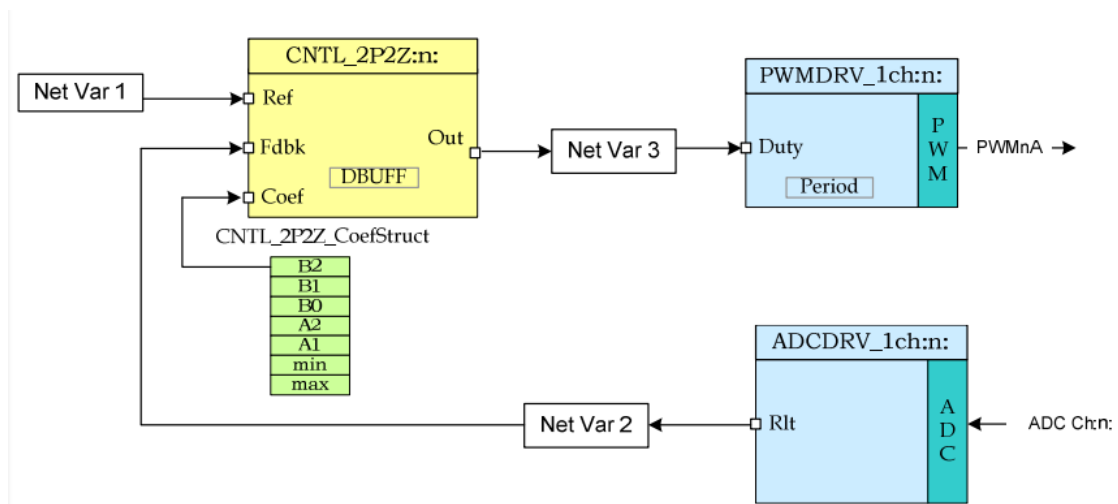 CNTL_2P2Z:n:
Net Var 1
Ref
Fdbk
Out
DBUFF
Coef
Net Var 3
PWMDRV_1ch:n:
Duty
Period
P
W
M
PWMnA
CNTL_2P2Z_CoefStruct
B2
B1
B0
A2
A1
min
max
Net Var 2
ADCDRV_1ch:n:
Rlt
A
D
C
ADC Ch:n: